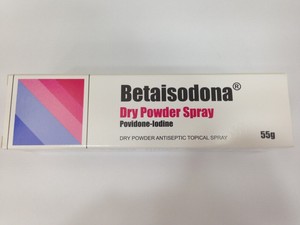 Betaisodona®
Dry Powder Spray
Povidone-Iodine
DRY POWDER ANTISEPTIC TOPICAL SPRAY
55g